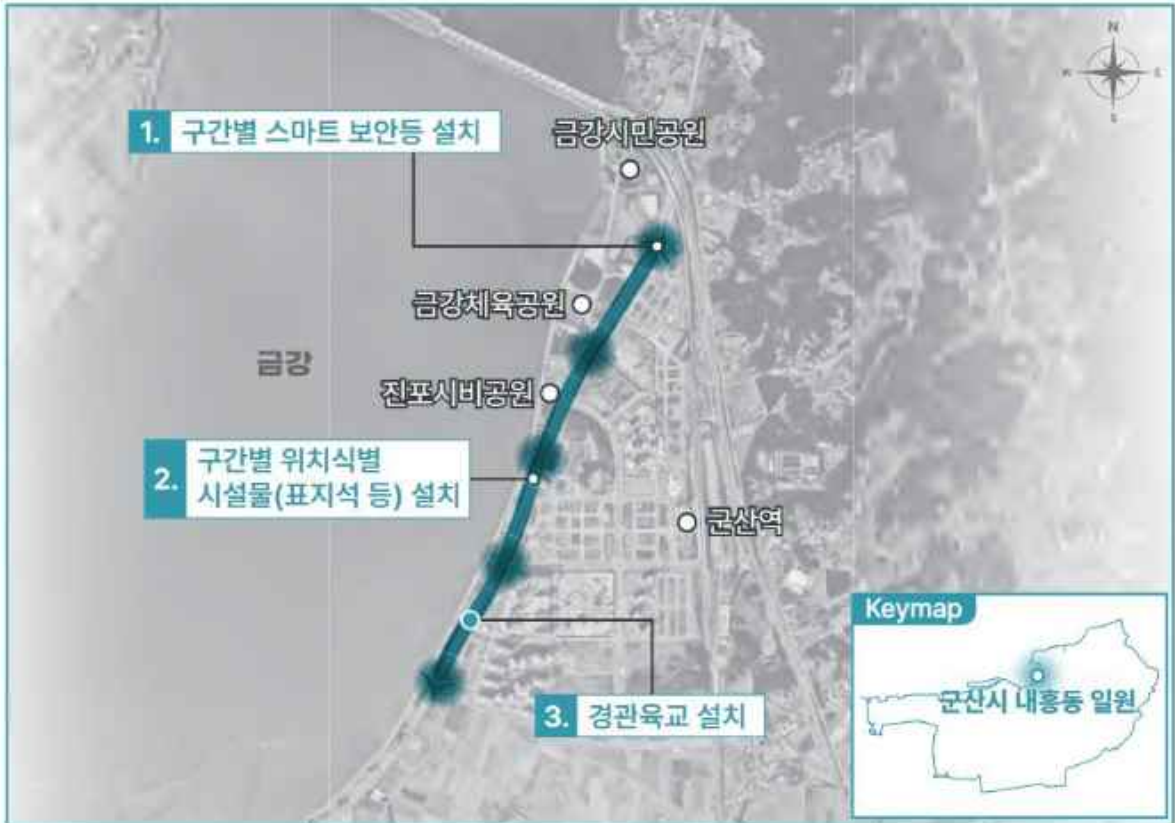 N
W
E
S
1. 구간별 스마트 보안등 설치
금강시민공원
금강체육공원
금강
진포시비공원
2. 구간별 위치식별
시설물(표지석 등) 설치
군산역
3. 경관육교 설치
Keymap
군산시 내흥동 일원